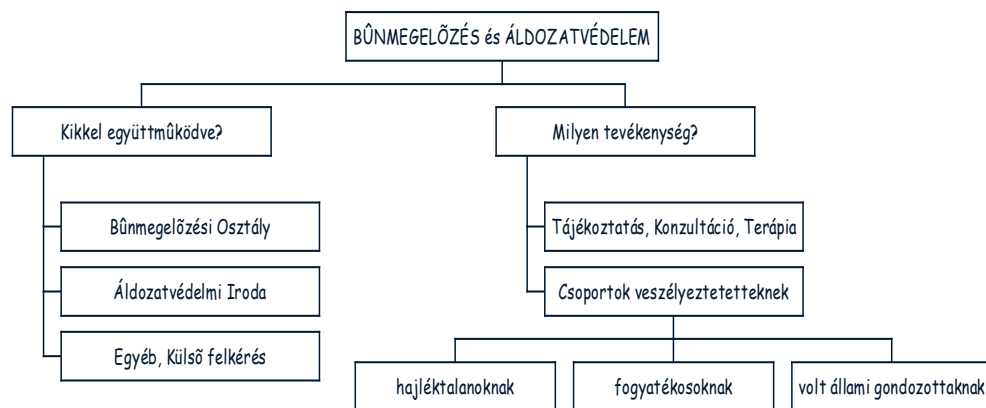 BÛNMEGELÕZÉS és ÁLDOZATVÉDELEM
Kikkel együttmûködve?
Bûnmegelõzési Osztály
Áldozatvédelmi Iroda
Egyéb, Külsõ felkérés
Milyen tevékenység?
Tájékoztatás, Konzultáció, Terápia
Csoportok veszélyeztetetteknek
hajléktalanoknak
fogyatékosoknak
volt állami gondozottaknak